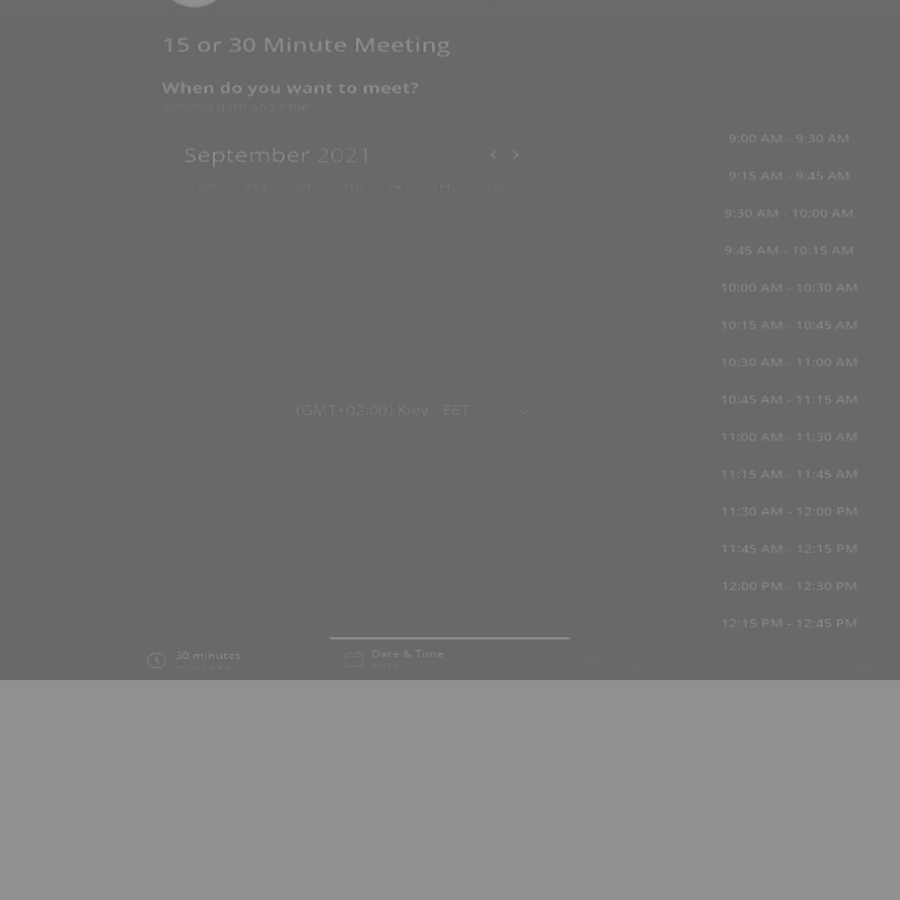 15 or 30 Minute Meeting
When do you want to meet?
Select a date and time
September 2021
SUN MON TUE WED THU FRI SAT
(GMT+02:00) Kiev - EET
9:00 AM - 9:30 AM
9:15 AM - 9:45 AM
9:30 AM - 10:00 AM
9:45 AM - 10:15 AM
10:00 AM - 10:30 AM
10:15 AM - 10:45 AM
10:30 AM - 11:00 AM
10:45 AM - 11:15 AM
11:00 AM - 11:30 AM
11:15 AM - 11:45 AM
11:30 AM - 12:00 PM
11:45 AM - 12:15 PM
12:00 PM - 12:30 PM
12:15 PM - 12:45 PM
30 minutes
Date & Time